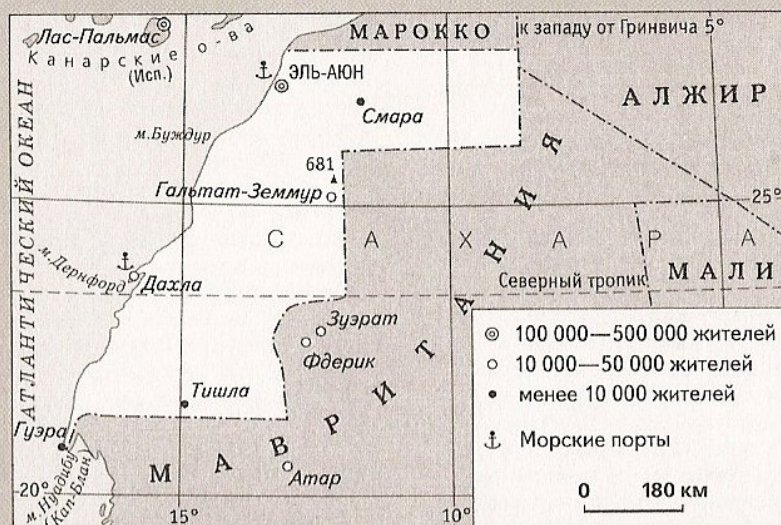 МАРОККО
к западу от Гринвича 5°
Лас-Пальмас
о-ва
Канарские
(Исп.)
ЭЛЬ-АЮН
АЛЖИР
Смара
м.Буждур
681
Гальтат-Земмур
25°
АТЛАНТИЧЕСКИЙ ОКЕАН
САХАРА
м.Дернфорд
Дахла
Северный тропик
МАЛИ
Зуэрат
Фдерик
МАВРИТАНИЯ
Тишла
Гуэра
Атар
м.Нуадибу
(Кап-Блан)
20°
15°
10°
100 000—500 000 жителей
10 000—50 000 жителей
менее 10 000 жителей
Морские порты
0 180 км